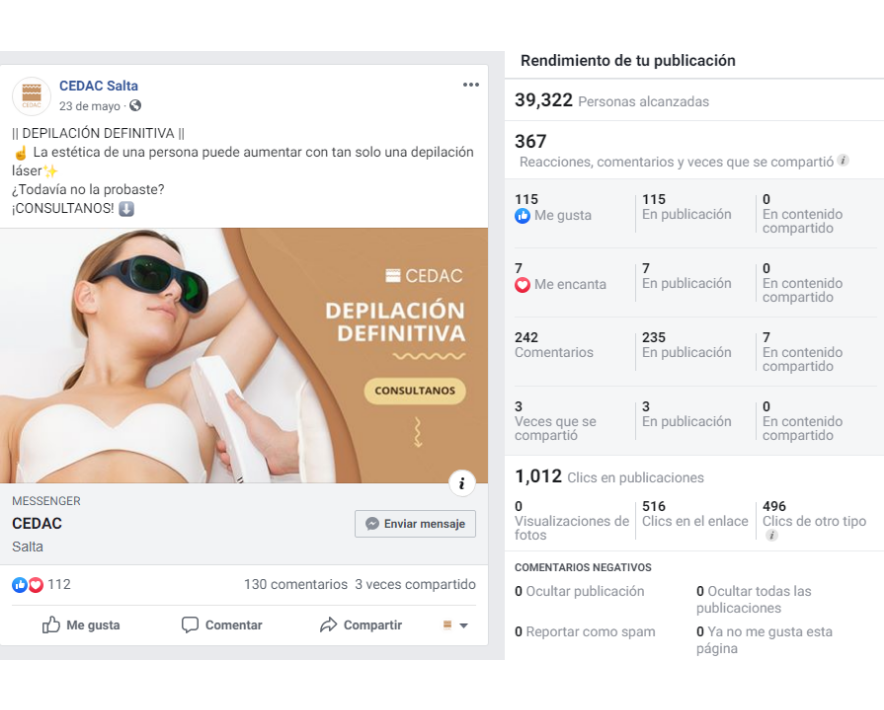 CEDAC Salta
23 de mayo ·
|| DEPILACIÓN DEFINITIVA ||
☝ La estética de una persona puede aumentar con tan solo una depilación
láser✨
¿Todavía no la probaste?
¡CONSULTANOS! ⬇
CEDAC
DEPILACIÓN
DEFINITIVA
CONSULTANOS
MESSENGER
CEDAC
Salta
Enviar mensaje
112
130 comentarios 3 veces compartido
Me gusta Comentar Compartir
Rendimiento de tu publicación
39,322 Personas alcanzadas
367
Reacciones, comentarios y veces que se compartió
115
Me gusta
115
En publicación
0
En contenido
compartido
7
Me encanta
7
En publicación
0
En contenido
compartido
242
Comentarios
235
En publicación
7
En contenido
compartido
3
Veces que se
compartió
3
En publicación
0
En contenido
compartido
1,012 Clics en publicaciones
0
Visualizaciones de
fotos
516
Clics en el enlace
496
Clics de otro tipo
COMENTARIOS NEGATIVOS
0 Ocultar publicación
0 Ocultar todas las
publicaciones
0 Reportar como spam
0 Ya no me gusta esta
página